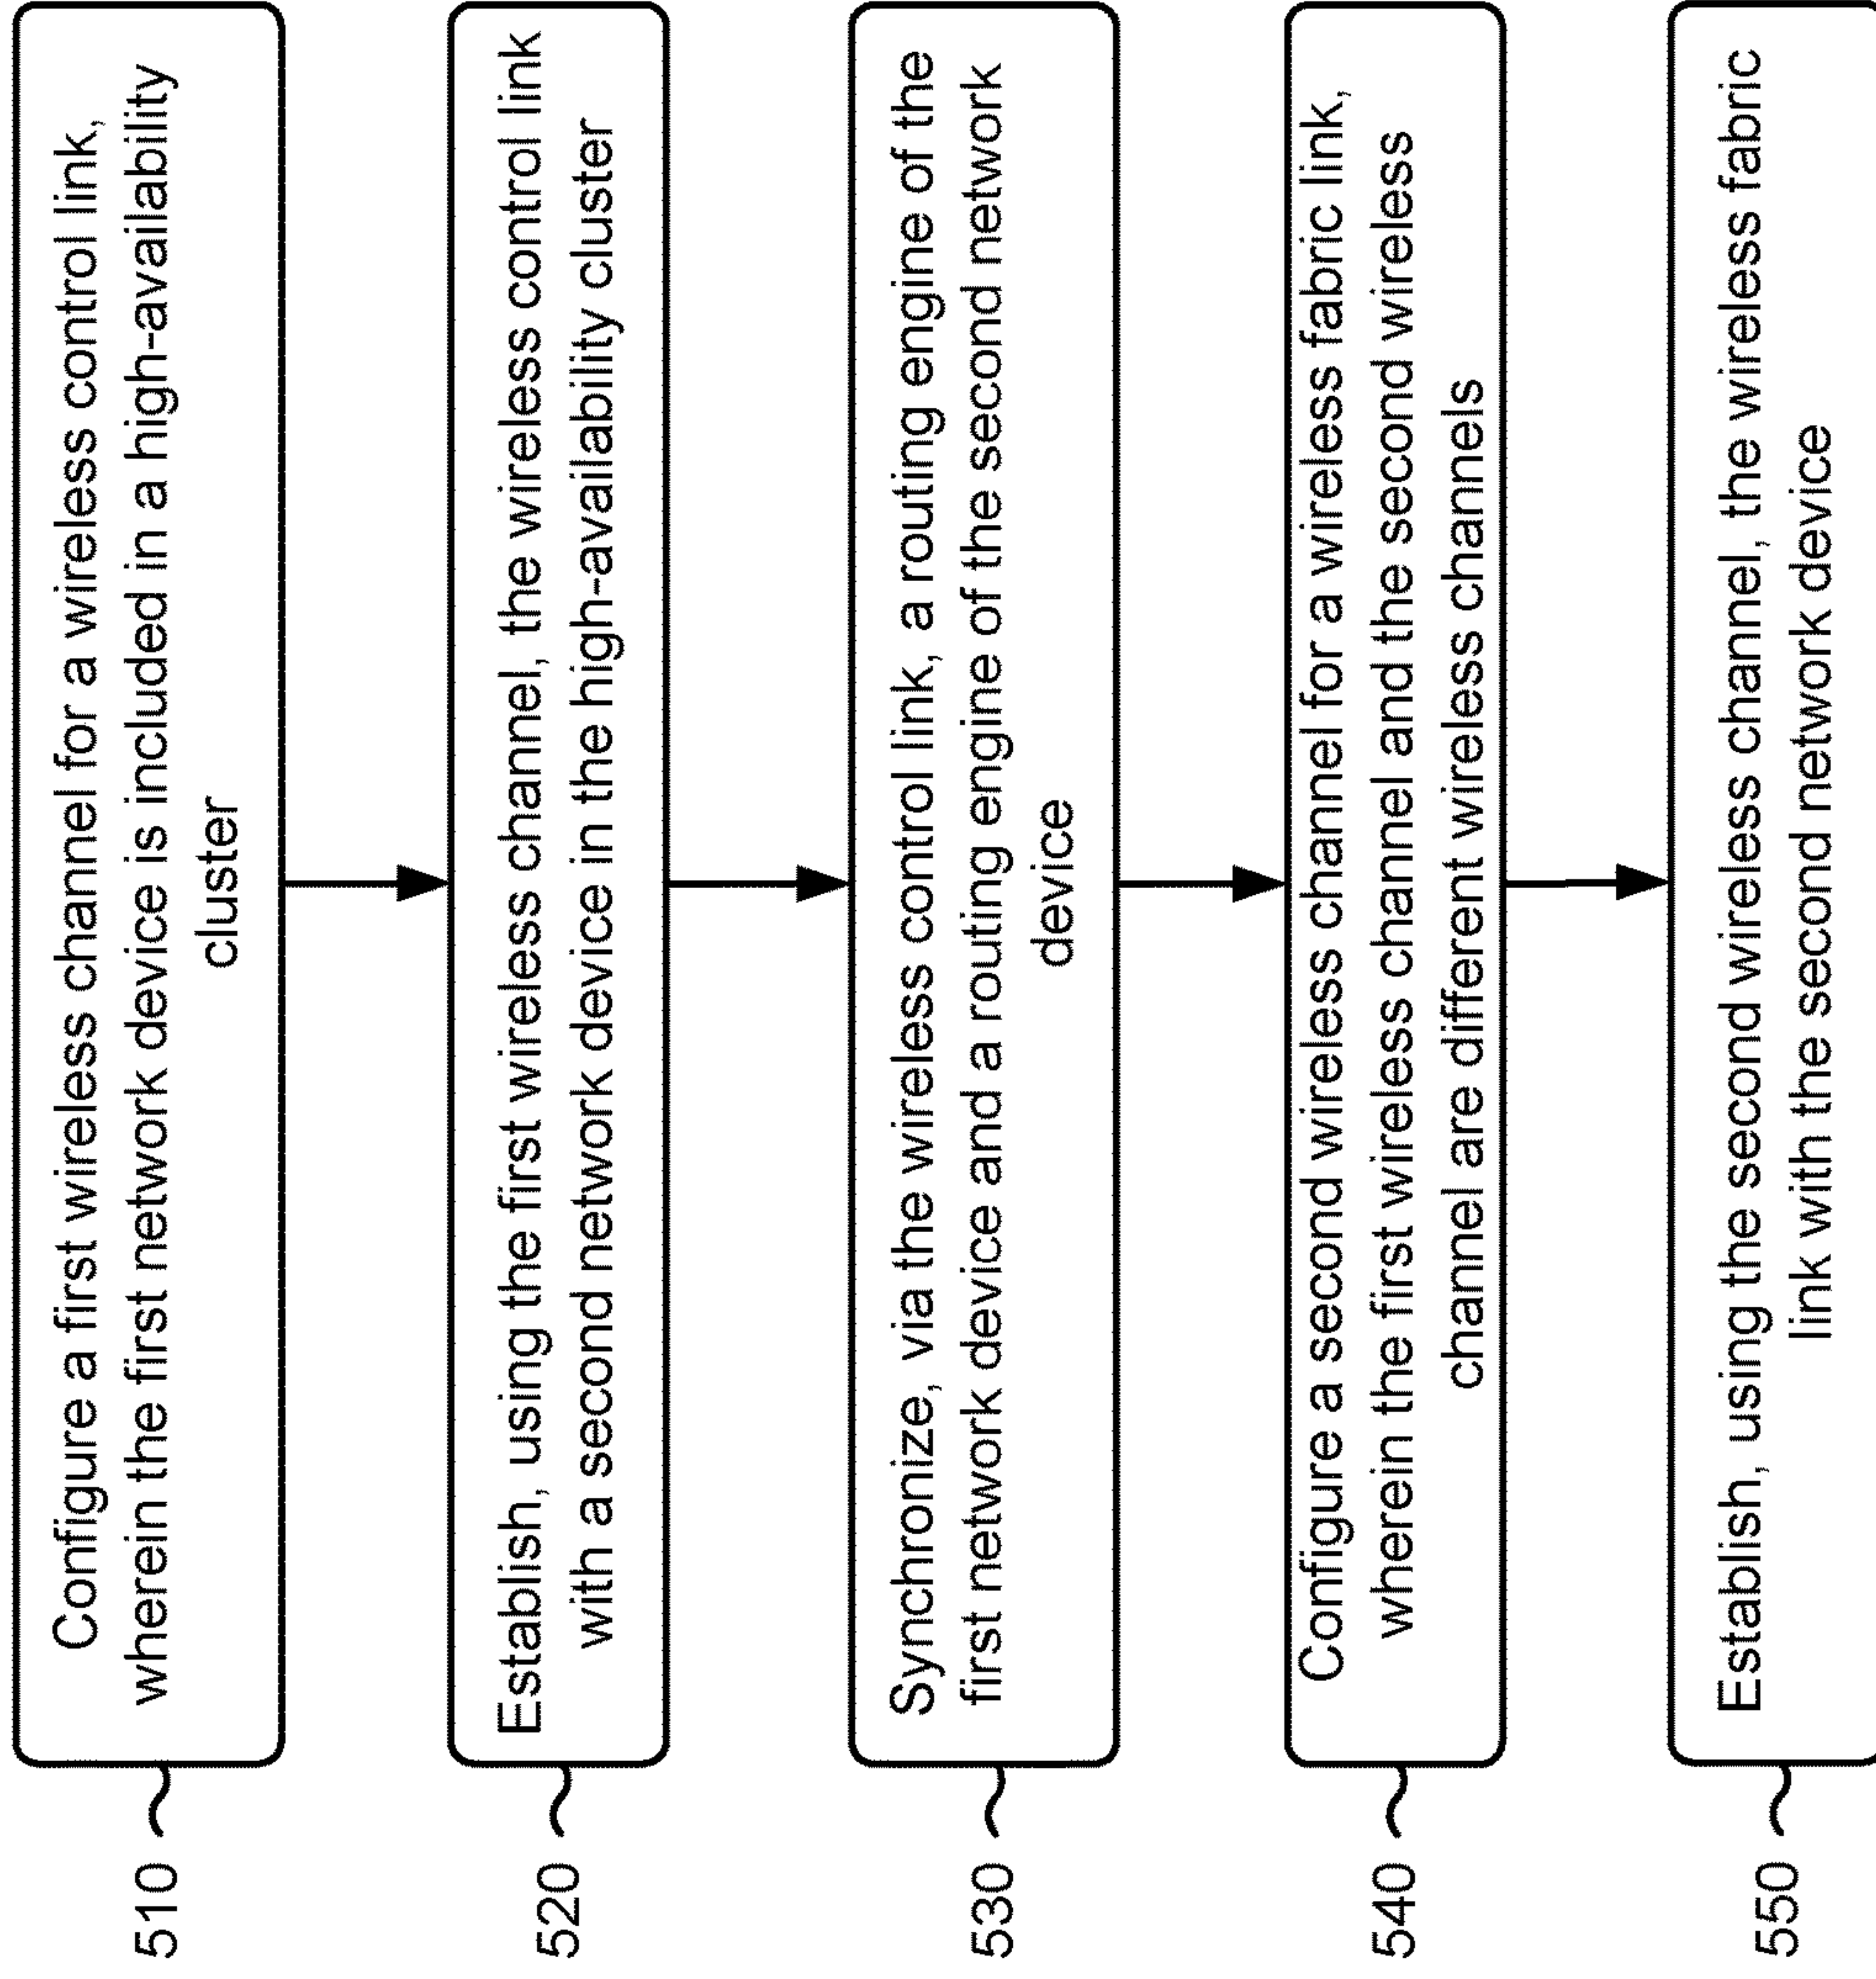 510
Configure a first wireless channel for a wireless control link,
wherein the first network device is included in a high-availability
cluster
520
Establish, using the first wireless channel, the wireless control link
with a second network device in the high-availability cluster
530
Synchronize, via the wireless control link, a routing engine of the
first network device and a routing engine of the second network
device
540
Configure a second wireless channel for a wireless fabric link,
wherein the first wireless channel and the second wireless
channel are different wireless channels
550
Establish, using the second wireless channel, the wireless fabric
link with the second network device